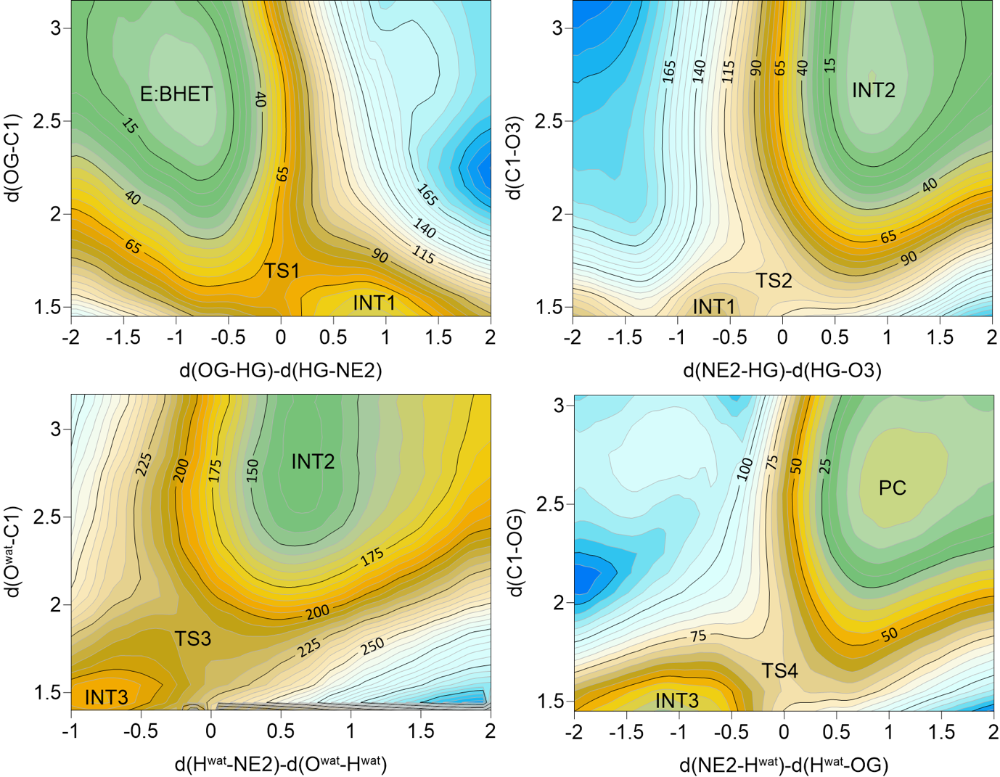 3
2.5
2
1.5
d(OG-C1)
E:BHET
15
40
40
65
65
165
140
115
90
TS1
INT1
-2 -1.5 -1 -0.5 0 0.5 1 1.5 2
d(OG-HG)-d(HG-NE2)
3
2.5
2
1.5
d(C1-O3)
165 140 115 90 65 40 15
INT2
40
65
90
TS2
INT1
-2 -1.5 -1 -0.5 0 0.5 1 1.5 2
d(NE2-HG)-d(HG-O3)
3
2.5
2
1.5
d(Oʷᵃᵗ-C1)
225 200 175 150
INT2
175
200
225
250
TS3
INT3
-1 -0.5 0 0.5 1 1.5 2
d(Hʷᵃᵗ-NE2)-d(Oʷᵃᵗ-Hʷᵃᵗ)
3
2.5
2
1.5
d(C1-OG)
100 75 50 25
PC
75
50
TS4
INT3
-2 -1.5 -1 -0.5 0 0.5 1 1.5 2
d(NE2-Hʷᵃᵗ)-d(Hʷᵃᵗ-OG)